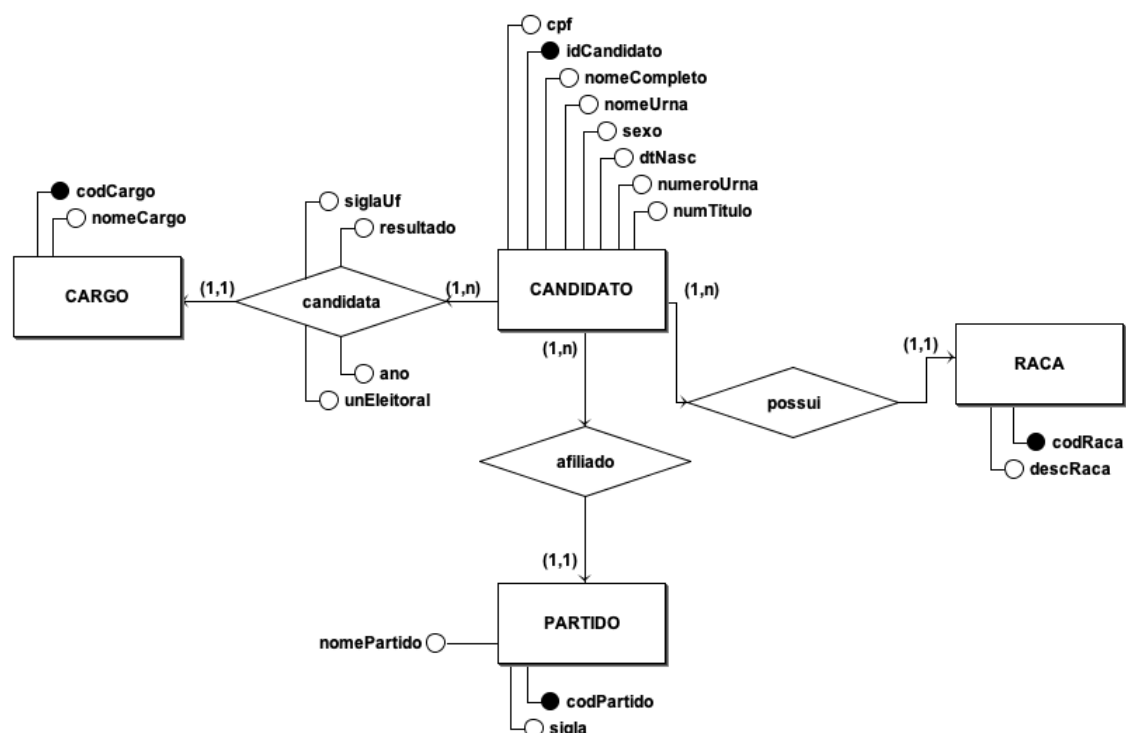 cpf
idCandidato
nomeCompleto
nomeUrna
sexo
dtNasc
numeroUrna
numTitulo
codCargo
nomeCargo
siglaUf
resultado
CARGO
(1,1)
candidata
(1,n)
CANDIDATO
(1,n)
ano
unEleitoral
(1,n)
possui
(1,1)
RACA
codRaca
descRaca
afiliado
(1,1)
PARTIDO
nomePartido
codPartido
sigla